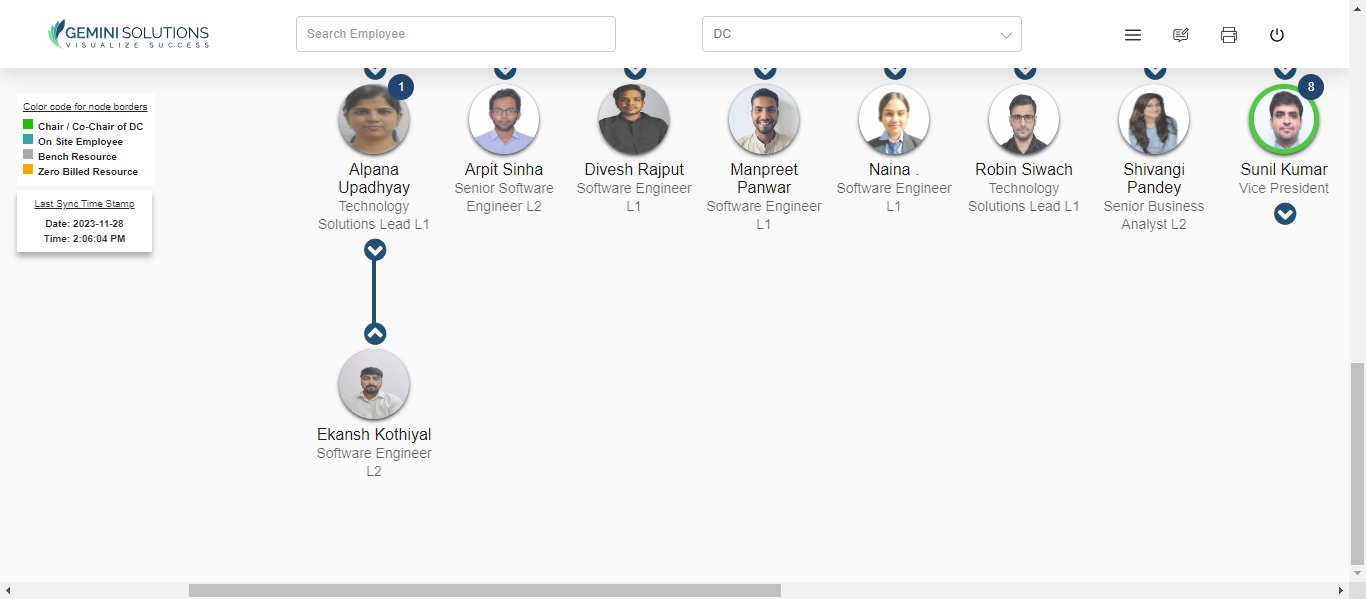 GEMINI SOLUTIONS
VISUALIZE SUCCESS
Search Employee
DC
Color code for node borders
Chair / Co-Chair of DC
On Site Employee
Bench Resource
Zero Billed Resource
Last Sync Time Stamp
Date: 2023-11-28
Time: 2:06:04 PM
1
Alpana
Upadhyay
Technology
Solutions Lead L1
Arpit Sinha
Senior Software
Engineer L2
Divesh Rajput
Software Engineer
L1
Manpreet
Panwar
Software Engineer
L1
Naina .
Software Engineer
L1
Robin Siwach
Technology
Solutions Lead L1
Shivangi
Pandey
Senior Business
Analyst L2
8
Sunil Kumar
Vice President
Ekansh Kothiyal
Software Engineer
L2